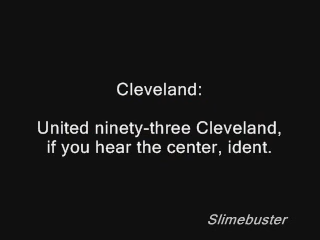 Cleveland:
United ninety-three Cleveland,
if you hear the center, ident.
Slimebuster